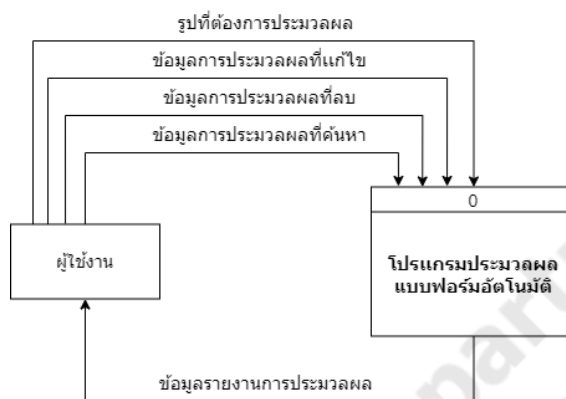 รูปที่ต้องการประมวลผล
ข้อมูลการประมวลผลที่แก้ไข
ข้อมูลการประมวลผลที่ลบ
ข้อมูลการประมวลผลที่ค้นหา
0
ผู้ใช้งาน
โปรแกรมประมวลผล
แบบฟอร์มอัตโนมัติ
ข้อมูลรายงานการประมวลผล